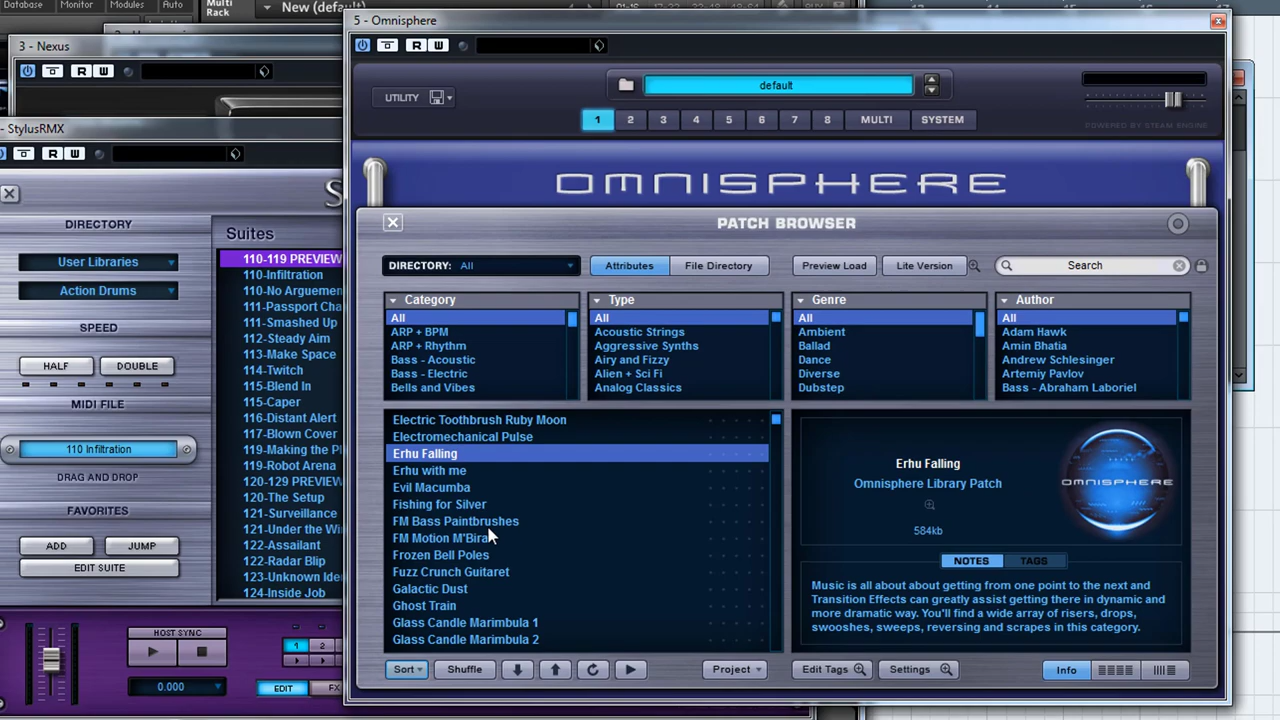 Database
Monitor
Modules
Auto
Multi
Rack
New (default)
5 - Omnisphere
R W
3 - Nexus
R W
UTILITY
default
1 2 3 4 5 6 7 8 MULTI SYSTEM
POWERED BY STEAM ENGINE
StylusRMX
R W
OMNISPHERE
S
DIRECTORY
User Libraries
Action Drums
SPEED
HALF DOUBLE
MIDI FILE
110 Infiltration
DRAG AND DROP
FAVORITES
ADD JUMP
EDIT SUITE
Suites
110-119 PREVIEW
110-Infiltration
110-No Arguemen
111-Passport Cha
111-Smashed Up
112-Steady Aim
113-Make Space
114-Twitch
115-Blend In
115-Caper
116-Distant Alert
117-Blown Cover
119-Making the P
119-Robot Arena
120-129 PREVIEW
120-The Setup
121-Surveillance
121-Under the Wi
122-Assailant
122-Radar Blip
123-Unknown Iden
124-Inside Job
HOST SYNC
0.000
1 2
EDIT FX
PATCH BROWSER
DIRECTORY: All
Attributes File Directory
Preview Load Lite Version
Search
Category
All
ARP + BPM
ARP + Rhythm
Bass - Acoustic
Bass - Electric
Bells and Vibes
Type
All
Acoustic Strings
Aggressive Synths
Airy and Fizzy
Alien + Sci Fi
Analog Classics
Genre
All
Ambient
Ballad
Dance
Diverse
Dubstep
Author
All
Adam Hawk
Amin Bhatia
Andrew Schlesinger
Artemiy Pavlov
Bass - Abraham Laboriel
Electric Toothbrush Ruby Moon
Electromechanical Pulse
Erhu Falling
Erhu with me
Evil Macumba
Fishing for Silver
FM Bass Paintbrushes
FM Motion M'Bira
Frozen Bell Poles
Fuzz Crunch Guitaret
Galactic Dust
Ghost Train
Glass Candle Marimbula 1
Glass Candle Marimbula 2
Erhu Falling
Omnisphere Library Patch
584kb
OMNISPHERE
NOTES TAGS
Music is all about about getting from one point to the next and
Transition Effects can greatly assist getting there in dynamic and
more dramatic way. You'll find a wide array of risers, drops,
swooshes, sweeps, reversing and scrapes in this category.
Sort Shuffle
Project
Edit Tags
Settings
Info